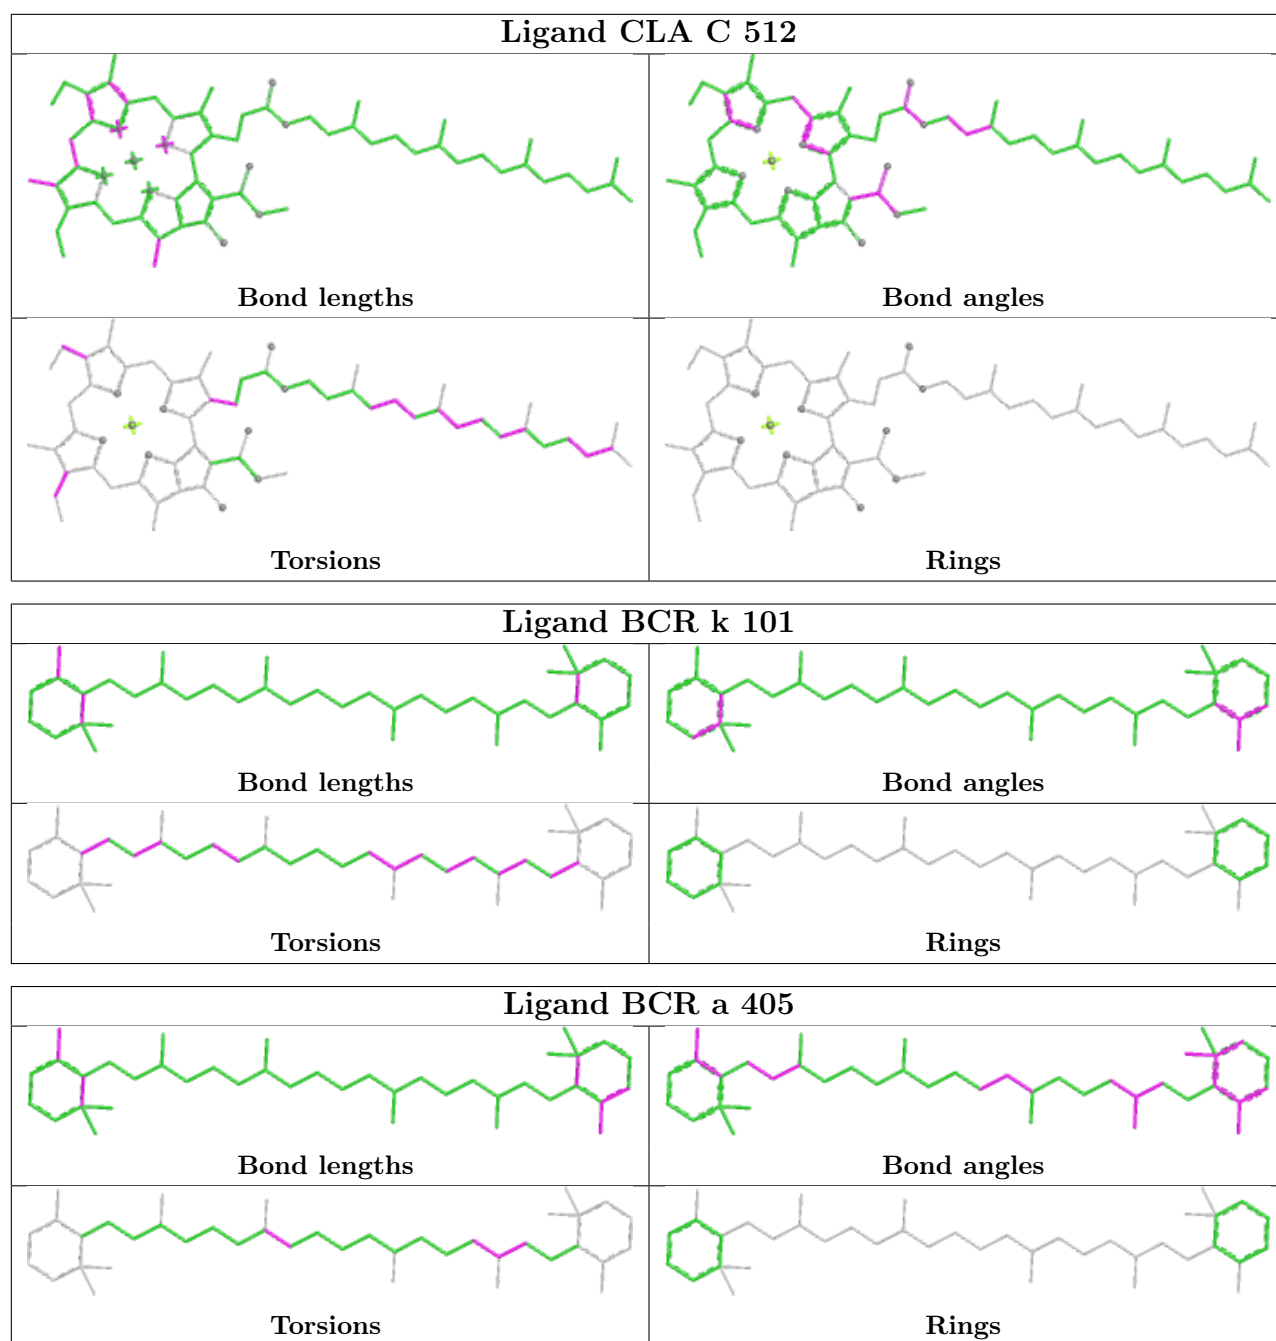 Ligand CLA C 512
Bond lengths
Bond angles
Torsions
Rings
Ligand BCR k 101
Bond lengths
Bond angles
Torsions
Rings
Ligand BCR a 405
Bond lengths
Bond angles
Torsions
Rings